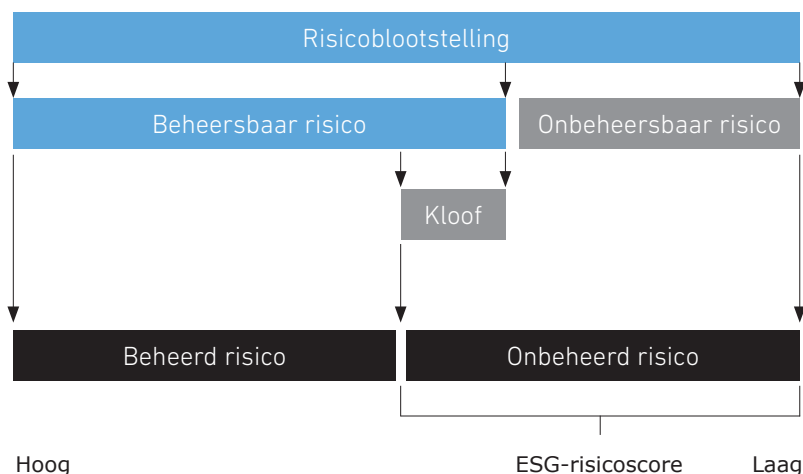 Risicoblootstelling
Beheersbaar risico
Onbeheersbaar risico
Kloof
Beheerd risico
Onbeheerd risico
Hoog
ESG-risicoscore
Laag